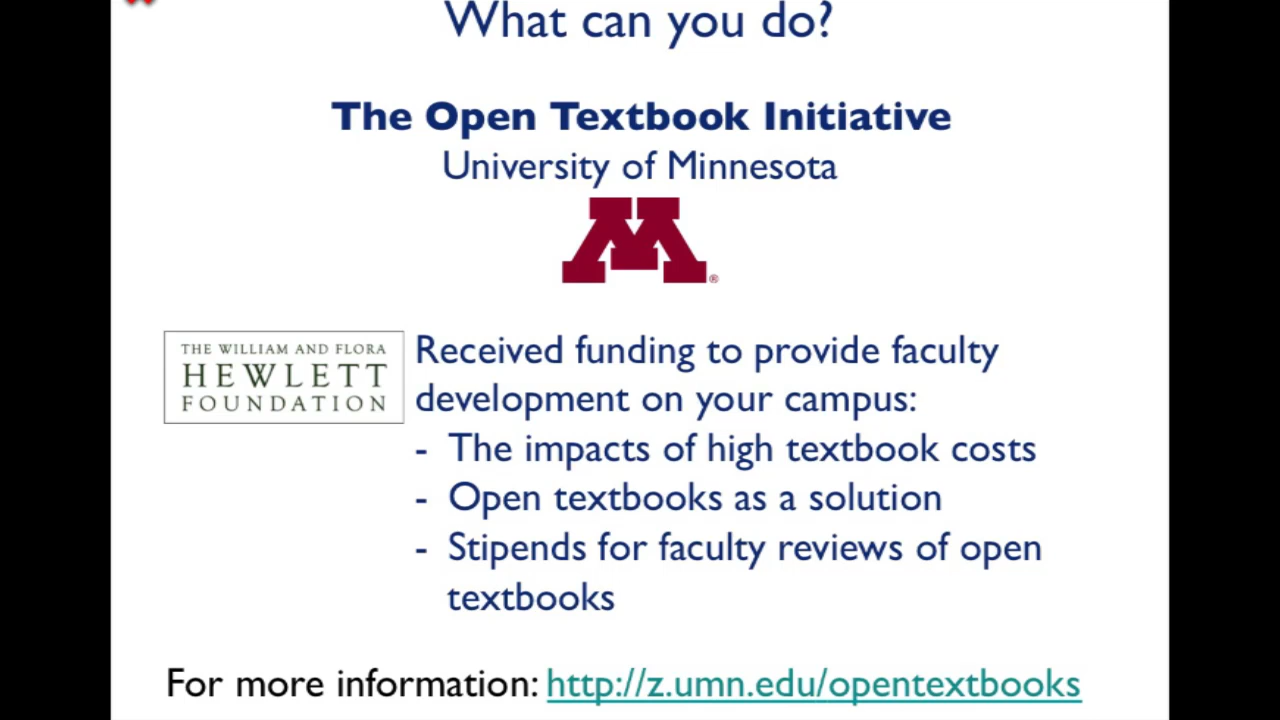 What can you do?
The Open Textbook Initiative
University of Minnesota
M®
THE WILLIAM AND FLORA
HEWLETT
FOUNDATION
Received funding to provide faculty
development on your campus:
- The impacts of high textbook costs
- Open textbooks as a solution
- Stipends for faculty reviews of open
textbooks
For more information: http://z.umn.edu/opentextbooks